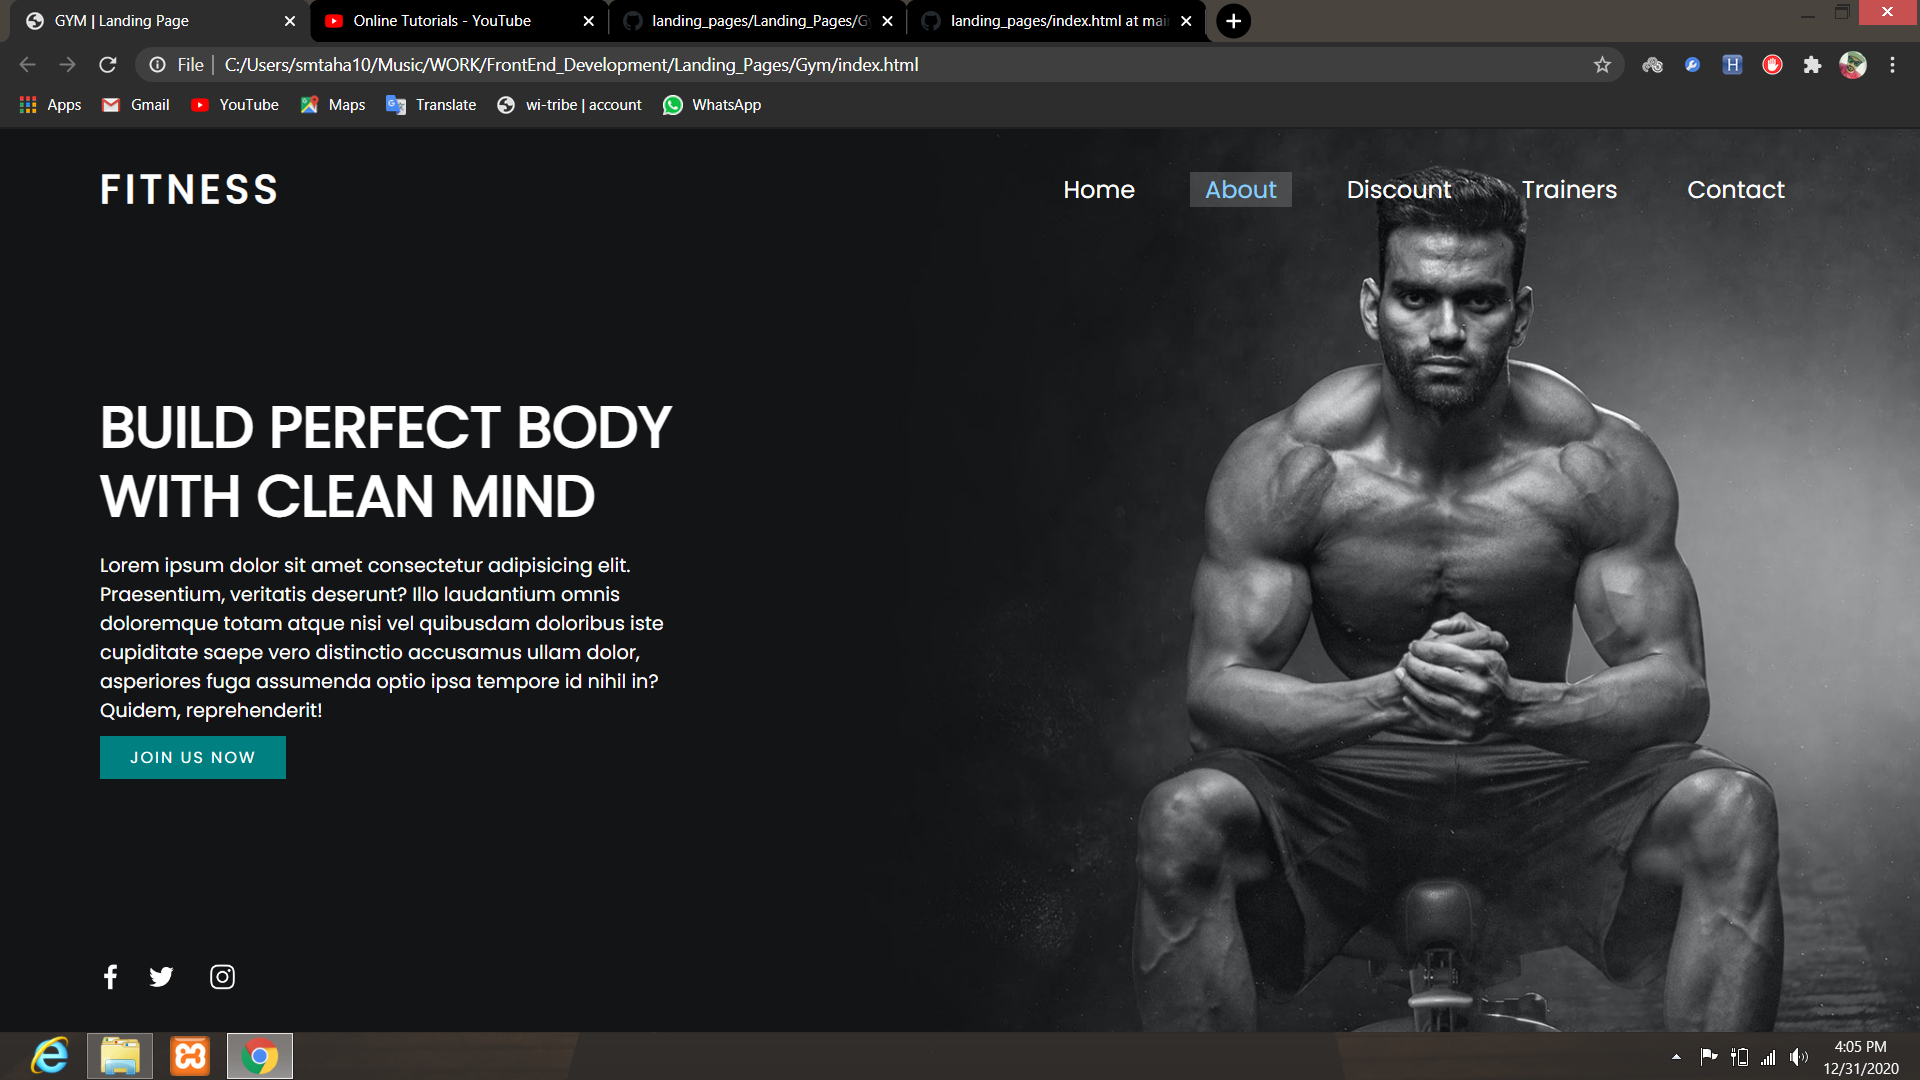 GYM | Landing Page
Online Tutorials - YouTube
landing_pages/Landing_Pages/G
landing_pages/index.html at mai
File | C:/Users/smtaha10/Music/WORK/FrontEnd_Development/Landing_Pages/Gym/index.html
Apps
Gmail
YouTube
Maps
Translate
wi-tribe | account
WhatsApp
FITNESS
Home
About
Discount
Trainers
Contact
BUILD PERFECT BODY
WITH CLEAN MIND
Lorem ipsum dolor sit amet consectetur adipisicing elit.
Praesentium, veritatis deserunt? Illo laudantium omnis
doloremque totam atque nisi vel quibusdam doloribus iste
cupiditate saepe vero distinctio accusamus ullam dolor,
asperiores fuga assumenda optio ipsa tempore id nihil in?
Quidem, reprehenderit!
JOIN US NOW
4:05 PM
12/31/2020